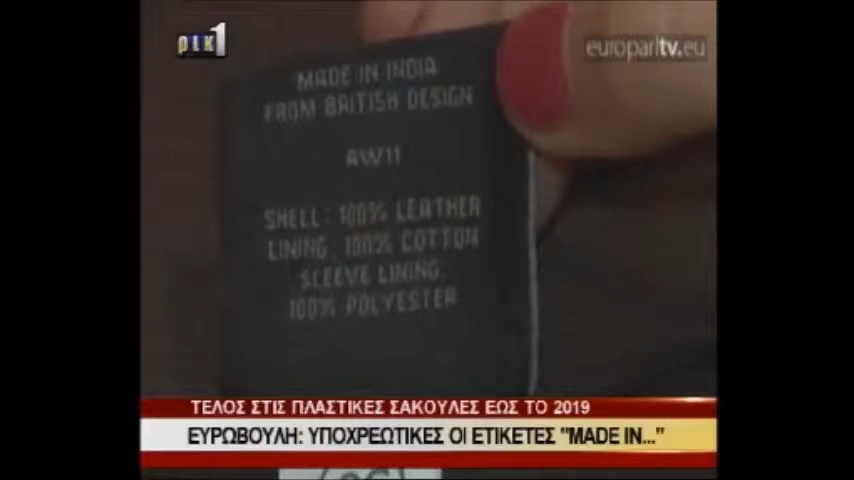 ρικ1
europarltv.eu
MADE IN INDIA
FROM BRITISH DESIGN
AW11
SHELL: 100% LEATHER
LINING: 100% COTTON
SLEEVE LINING:
100% POLYESTER
ΤΕΛΟΣ ΣΤΙΣ ΠΛΑΣΤΙΚΕΣ ΣΑΚΟΥΛΕΣ ΕΩΣ ΤΟ 2019
ΕΥΡΩΒΟΥΛΗ: ΥΠΟΧΡΕΩΤΙΚΕΣ ΟΙ ΕΤΙΚΕΤΕΣ "MADE IN..."